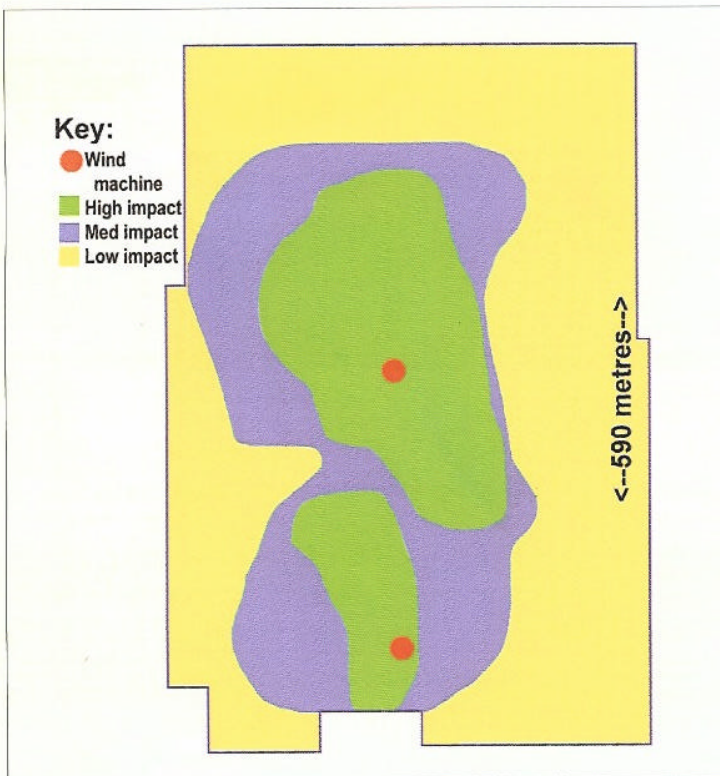 Key:
Wind
machine
High impact
Med impact
Low impact
<--590 metres-->